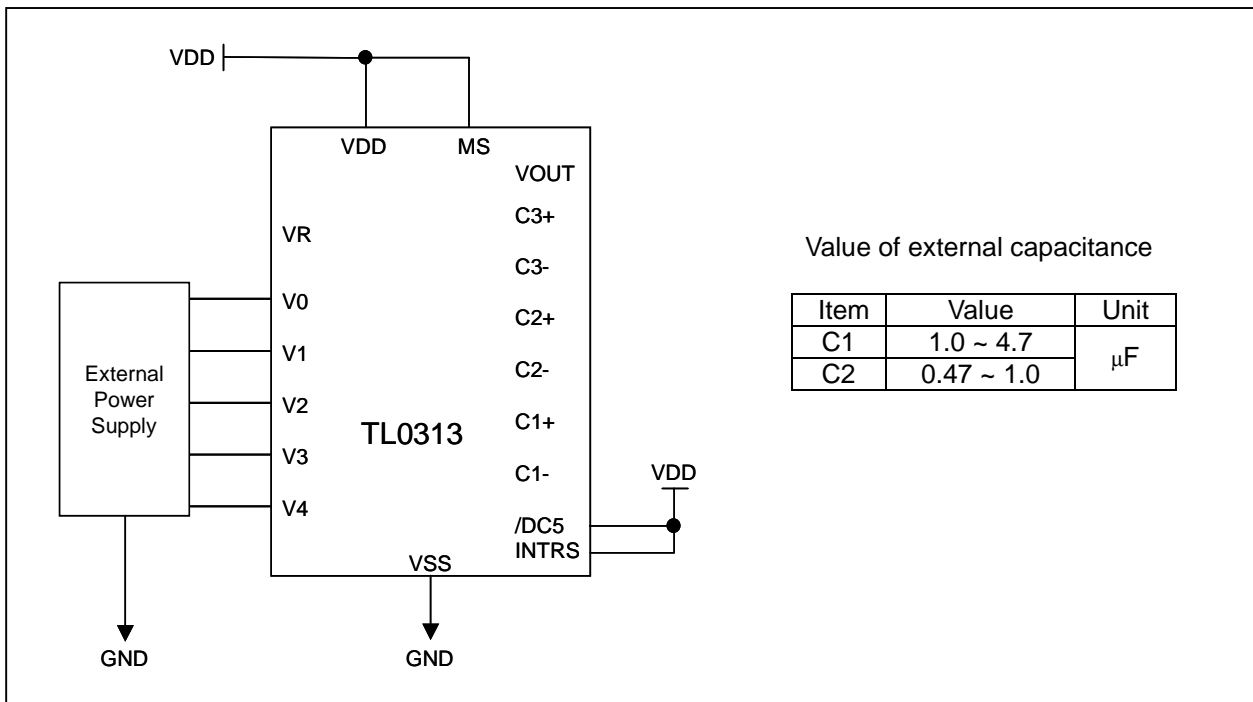 VDD
VDD
MS
VOUT
C3+
VR
C3-
V0
C2+
V1
C2-
External
Power
Supply
V2
C1+
TL0313
V3
C1-
VDD
V4
/DC5
INTRS
VSS
GND
GND
Value of external capacitance
Item Value Unit
C1 1.0 ~ 4.7 μF
C2 0.47 ~ 1.0